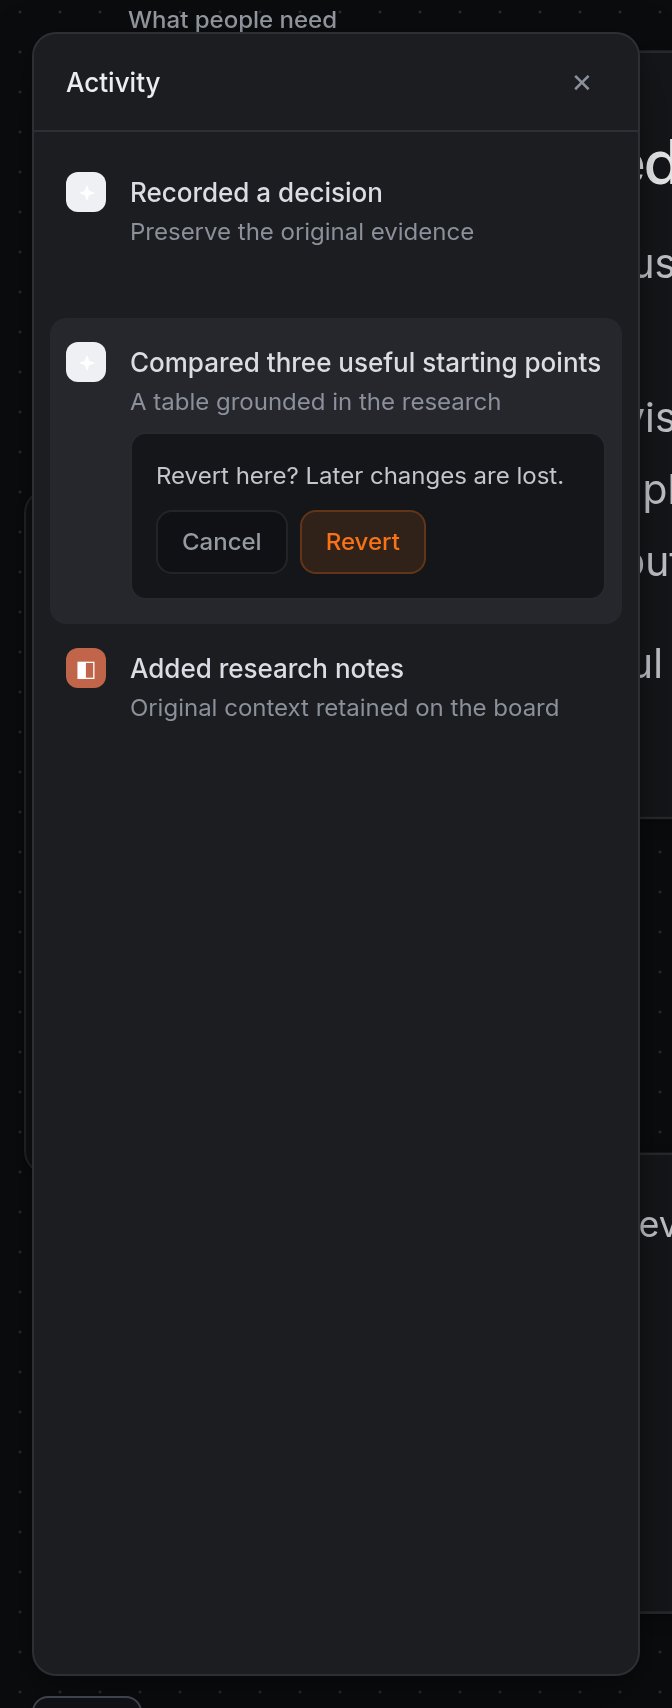 What people need
Activity
Recorded a decision
Preserve the original evidence
Compared three useful starting points
A table grounded in the research
Revert here? Later changes are lost.
Cancel
Revert
Added research notes
Original context retained on the board